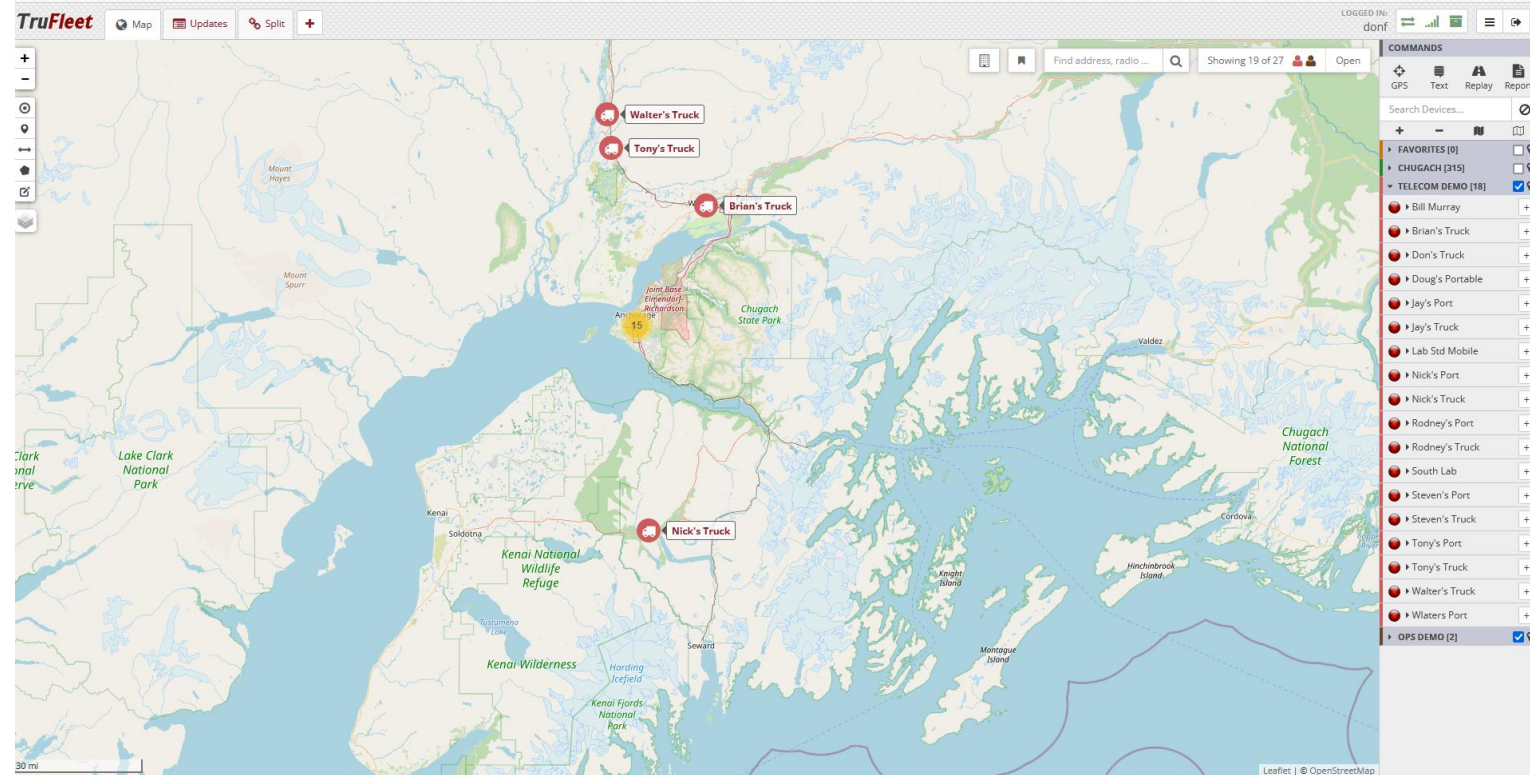 TruFleet
Map
Updates
Split
LOGGED IN:
donf
Find address, radio ...
Showing 19 of 27
Open
COMMANDS
GPS Text Replay Report
Search Devices...
FAVORITES [0]
CHUGACH [315]
TELECOM DEMO [18]
Bill Murray
Brian's Truck
Don's Truck
Doug's Portable
Jay's Port
Jay's Truck
Lab Std Mobile
Nick's Port
Nick's Truck
Rodney's Port
Rodney's Truck
South Lab
Steven's Port
Steven's Truck
Tony's Port
Tony's Truck
Walter's Truck
Wlaters Port
OPS DEMO [2]
Walter's Truck
Tony's Truck
Mount
Hayes
Brian's Truck
Mount
Spurr
Joint Base
Elmendorf-
Richardson
Anchorage
15
Chugach
State Park
Valdez
Lake Clark
National
Park
Chugach
National
Forest
Kenai
Soldotna
Nick's Truck
Cordova
Kenai National
Wildlife
Refuge
Knight
Island
Hinchinbrook
Island
Tustumena
Lake
Seward
Montague
Island
Kenai Wilderness
Harding
Icefield
Kenai Fjords
National
Park
30 mi
Leaflet | © OpenStreetMap